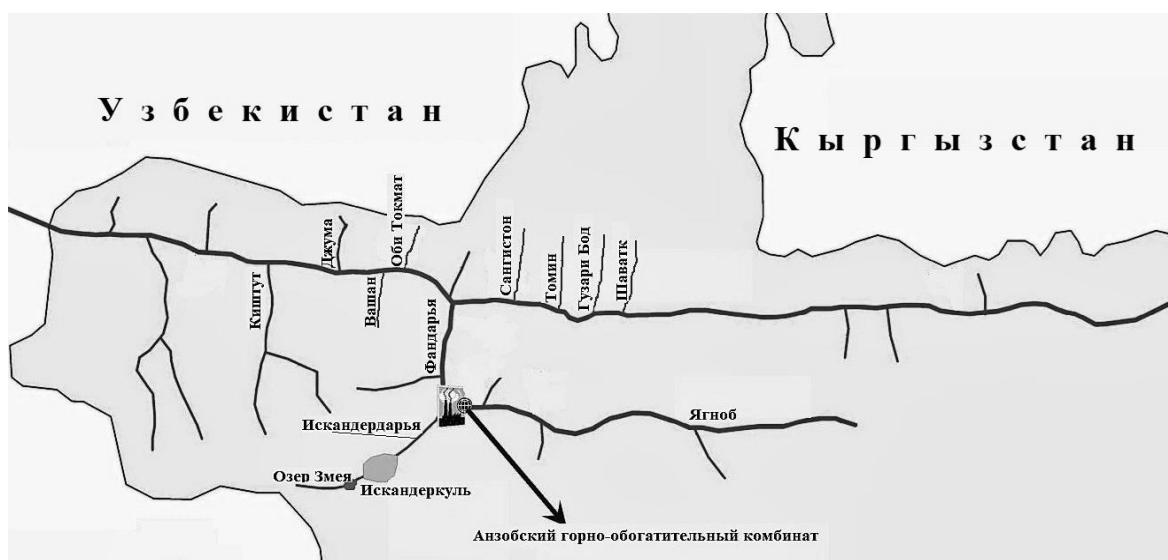 Узбекистан
Кыргызстан
Джума
Оби Токмат
Сангистон
Томин
Гузари Бод
Шаватк
Киштут
Вашан
Фандарья
Ягноб
Искандердарья
Озер Змея
Искандеркуль
Анзобский горно-обогатительный комбинат